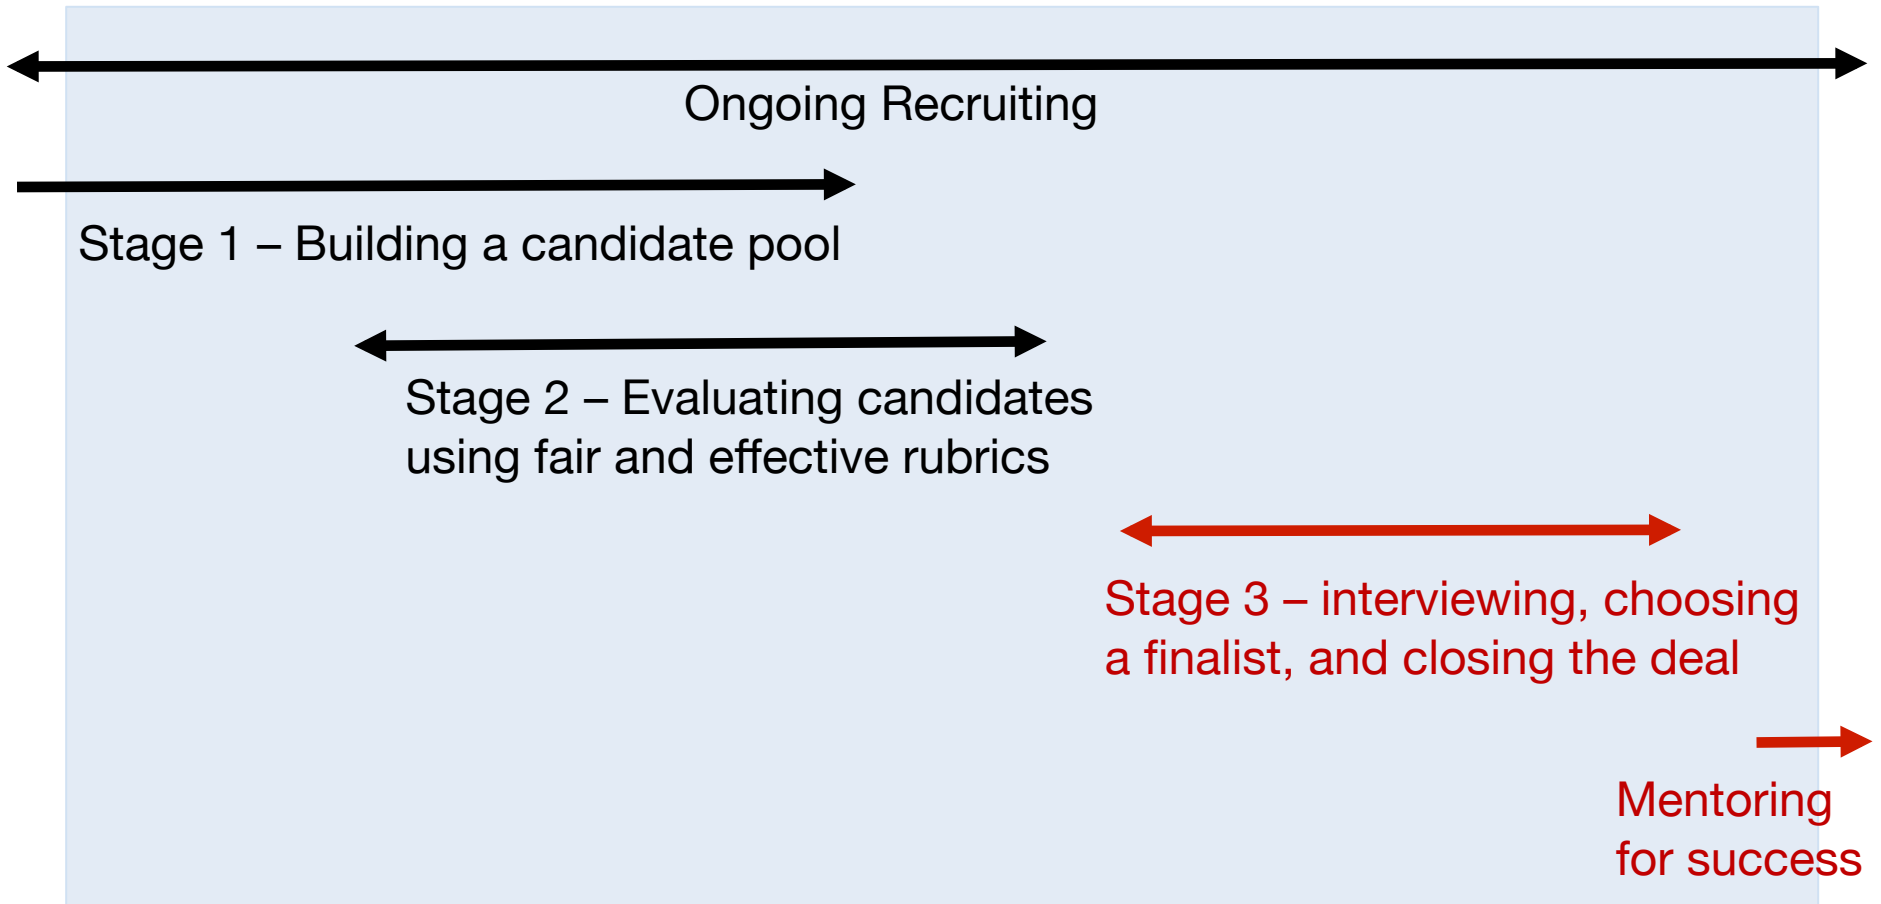 Ongoing Recruiting
Stage 1 – Building a candidate pool
Stage 2 – Evaluating candidates
using fair and effective rubrics
Stage 3 – interviewing, choosing
a finalist, and closing the deal
Mentoring
for success